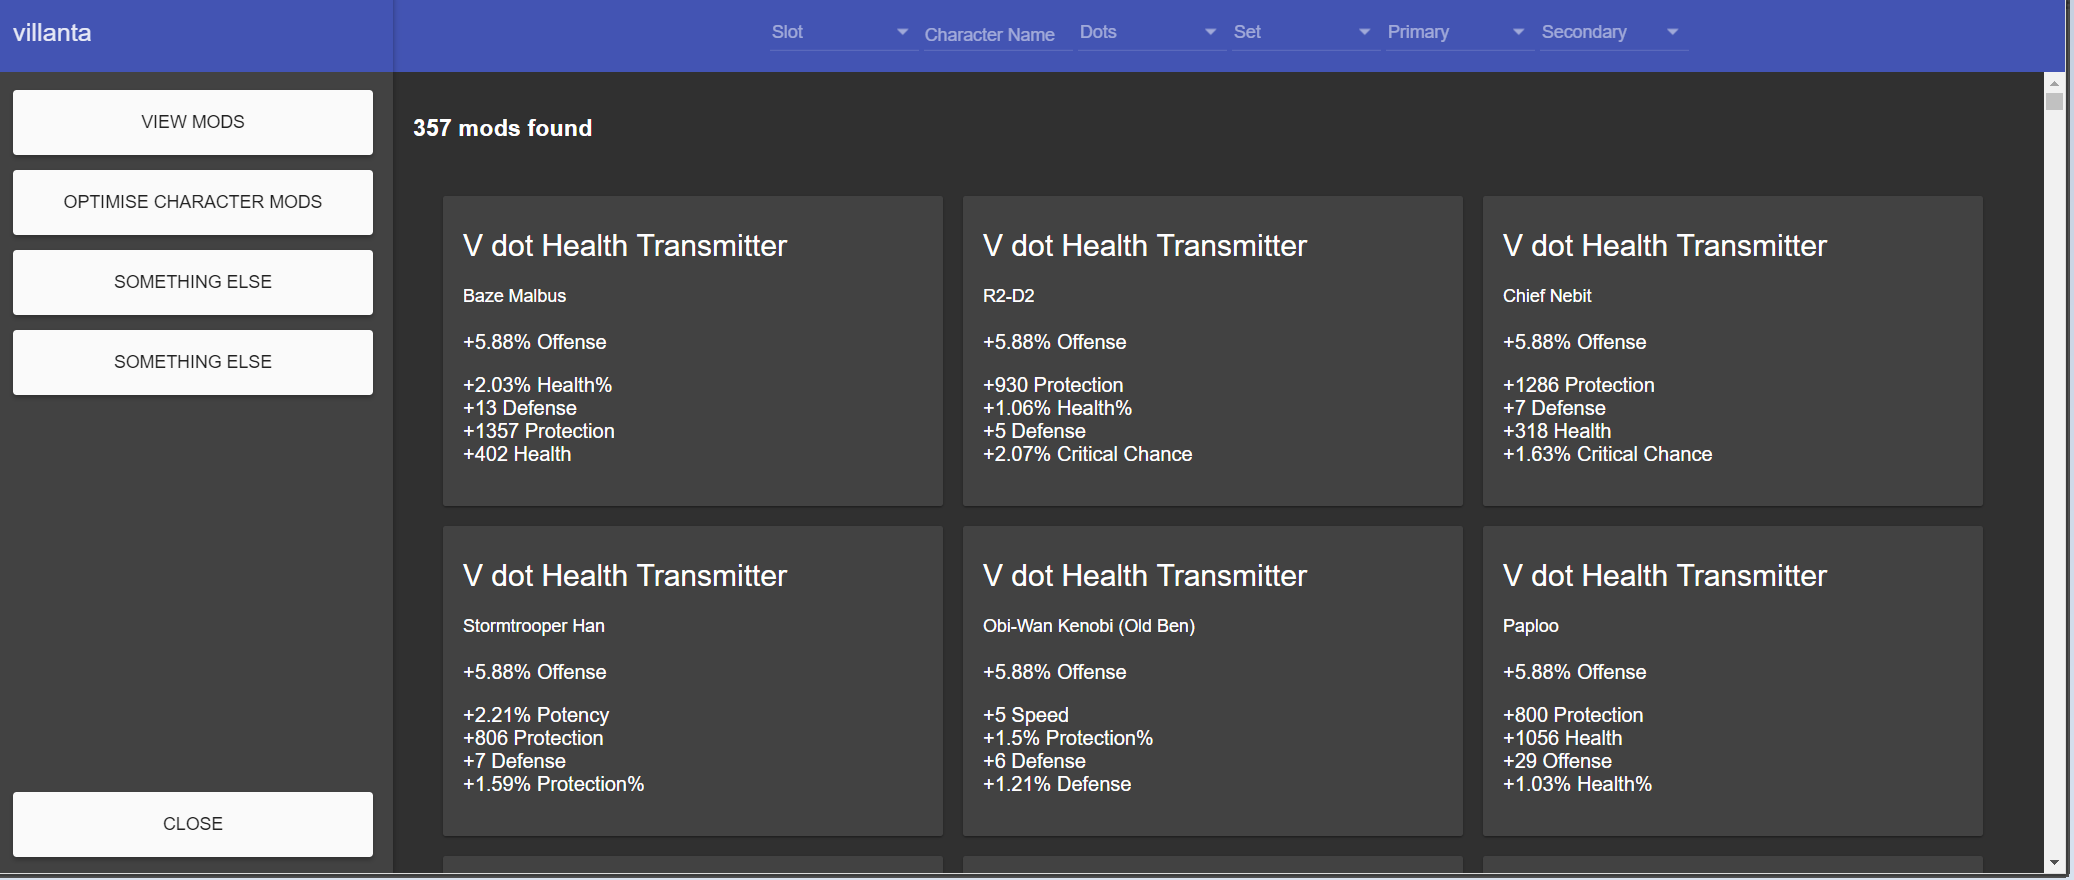 villanta
Slot
Character Name
Dots
Set
Primary
Secondary
VIEW MODS
OPTIMISE CHARACTER MODS
SOMETHING ELSE
SOMETHING ELSE
CLOSE
357 mods found
V dot Health Transmitter
Baze Malbus
+5.88% Offense
+2.03% Health%
+13 Defense
+1357 Protection
+402 Health
V dot Health Transmitter
R2-D2
+5.88% Offense
+930 Protection
+1.06% Health%
+5 Defense
+2.07% Critical Chance
V dot Health Transmitter
Chief Nebit
+5.88% Offense
+1286 Protection
+7 Defense
+318 Health
+1.63% Critical Chance
V dot Health Transmitter
Stormtrooper Han
+5.88% Offense
+2.21% Potency
+806 Protection
+7 Defense
+1.59% Protection%
V dot Health Transmitter
Obi-Wan Kenobi (Old Ben)
+5.88% Offense
+5 Speed
+1.5% Protection%
+6 Defense
+1.21% Defense
V dot Health Transmitter
Paploo
+5.88% Offense
+800 Protection
+1056 Health
+29 Offense
+1.03% Health%